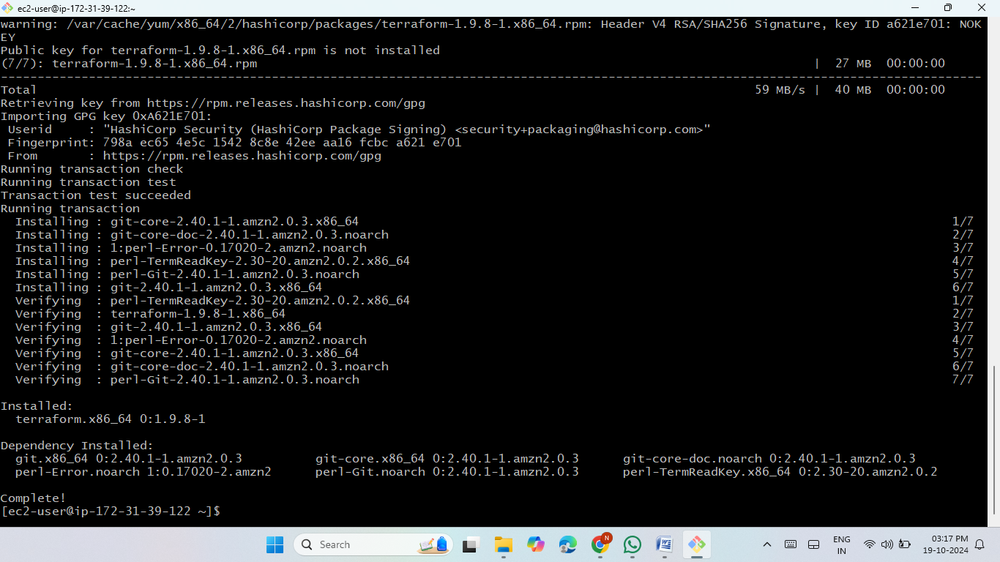 ec2-user@ip-172-31-39-122:~
warning: /var/cache/yum/x86_64/2/hashicorp/packages/terraform-1.9.8-1.x86_64.rpm: Header V4 RSA/SHA256 Signature, key ID a621e701: NOK
EY
Public key for terraform-1.9.8-1.x86_64.rpm is not installed
(7/7): terraform-1.9.8-1.x86_64.rpm | 27 MB 00:00:00
--------------------------------------------------------------------------------------------------------------------------------------
Total 59 MB/s | 40 MB 00:00:00
Retrieving key from https://rpm.releases.hashicorp.com/gpg
Importing GPG key 0xA621E701:
Userid : "HashiCorp Security (HashiCorp Package Signing) <security+packaging@hashicorp.com>"
Fingerprint: 798a ec65 4e5c 1542 8c8e 42ee aa16 fcbc a621 e701
From : https://rpm.releases.hashicorp.com/gpg
Running transaction check
Running transaction test
Transaction test succeeded
Running transaction
Installing : git-core-2.40.1-1.amzn2.0.3.x86_64 1/7
Installing : git-core-doc-2.40.1-1.amzn2.0.3.noarch 2/7
Installing : 1:perl-Error-0.17020-2.amzn2.noarch 3/7
Installing : perl-TermReadKey-2.30-20.amzn2.0.2.x86_64 4/7
Installing : perl-Git-2.40.1-1.amzn2.0.3.noarch 5/7
Installing : git-2.40.1-1.amzn2.0.3.x86_64 6/7
Verifying : perl-TermReadKey-2.30-20.amzn2.0.2.x86_64 1/7
Verifying : terraform-1.9.8-1.x86_64 2/7
Verifying : git-2.40.1-1.amzn2.0.3.x86_64 3/7
Verifying : 1:perl-Error-0.17020-2.amzn2.noarch 4/7
Verifying : git-core-2.40.1-1.amzn2.0.3.x86_64 5/7
Verifying : git-core-doc-2.40.1-1.amzn2.0.3.noarch 6/7
Verifying : perl-Git-2.40.1-1.amzn2.0.3.noarch 7/7
Installed:
terraform.x86_64 0:1.9.8-1
Dependency Installed:
git.x86_64 0:2.40.1-1.amzn2.0.3 git-core.x86_64 0:2.40.1-1.amzn2.0.3 git-core-doc.noarch 0:2.40.1-1.amzn2.0.3
perl-Error.noarch 1:0.17020-2.amzn2 perl-Git.noarch 0:2.40.1-1.amzn2.0.3 perl-TermReadKey.x86_64 0:2.30-20.amzn2.0.2
Complete!
[ec2-user@ip-172-31-39-122 ~]$
Search
N
W
ENG
IN
03:17 PM
19-10-2024